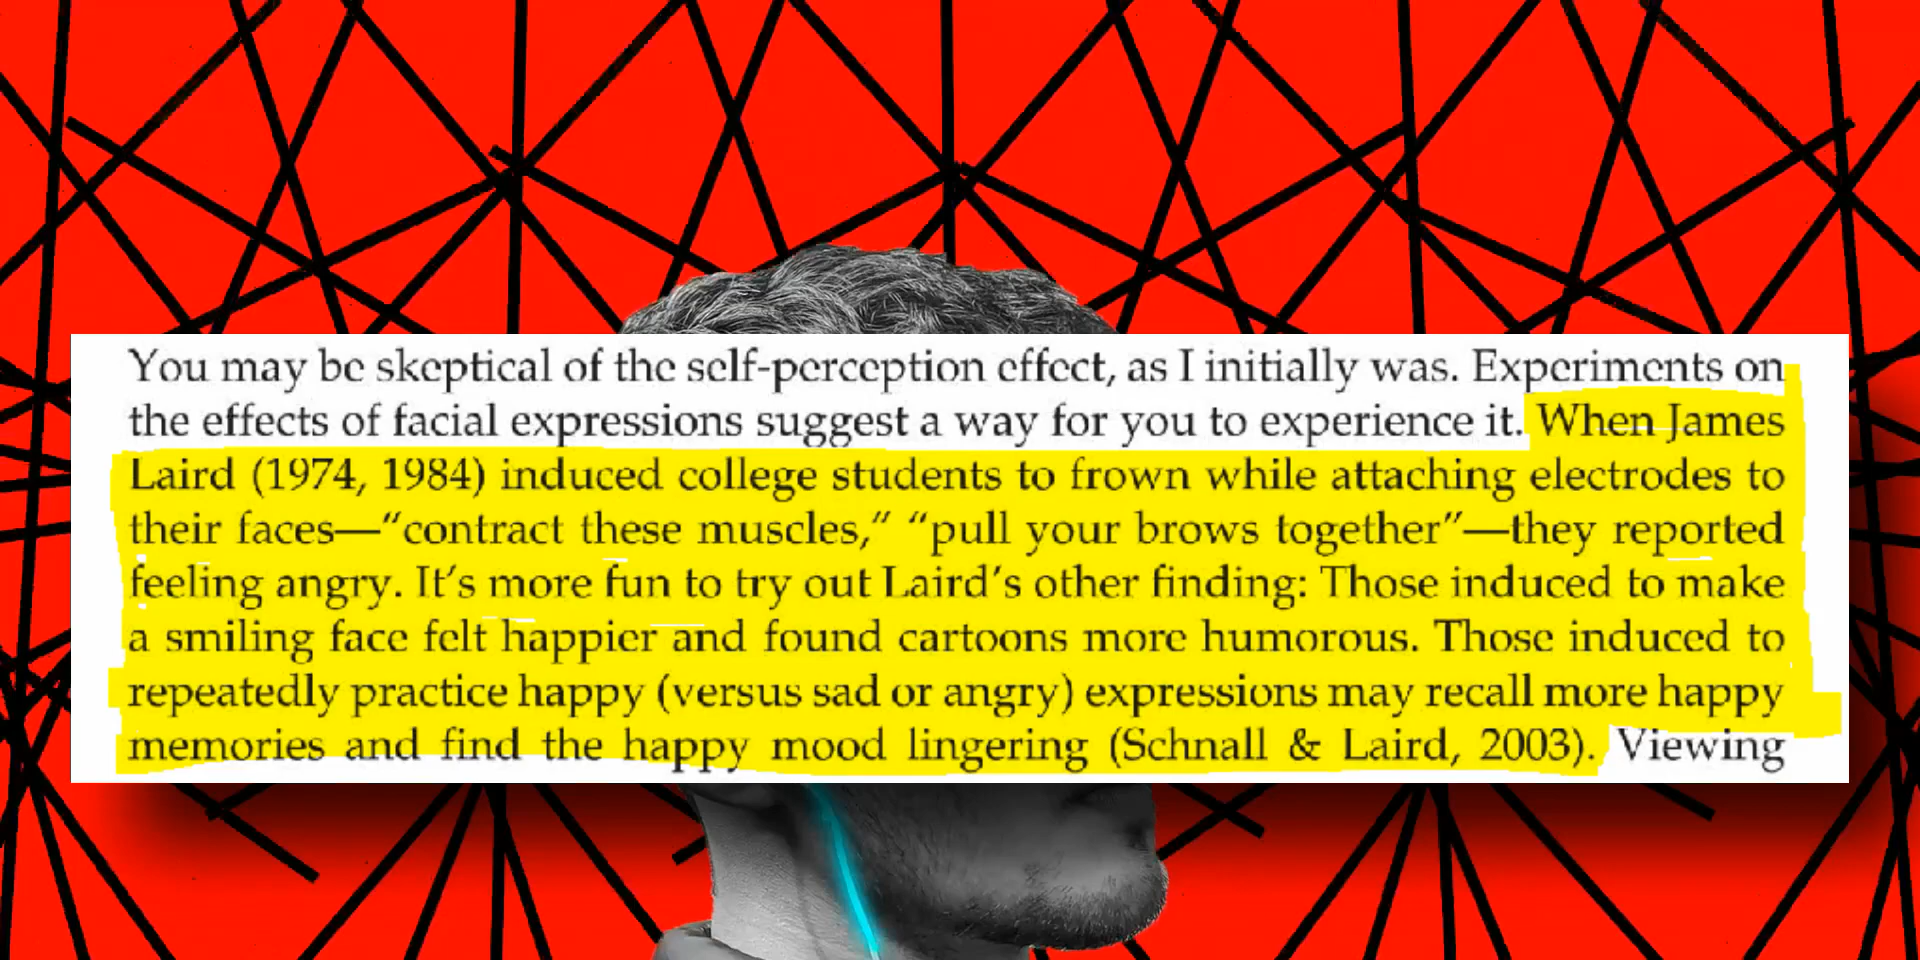 You may be skeptical of the self-perception effect, as I initially was. Experiments on
the effects of facial expressions suggest a way for you to experience it. When James
Laird (1974, 1984) induced college students to frown while attaching electrodes to
their faces—“contract these muscles,” “pull your brows together”—they reported
feeling angry. It’s more fun to try out Laird’s other finding: Those induced to make
a smiling face felt happier and found cartoons more humorous. Those induced to
repeatedly practice happy (versus sad or angry) expressions may recall more happy
memories and find the happy mood lingering (Schnall & Laird, 2003). Viewing